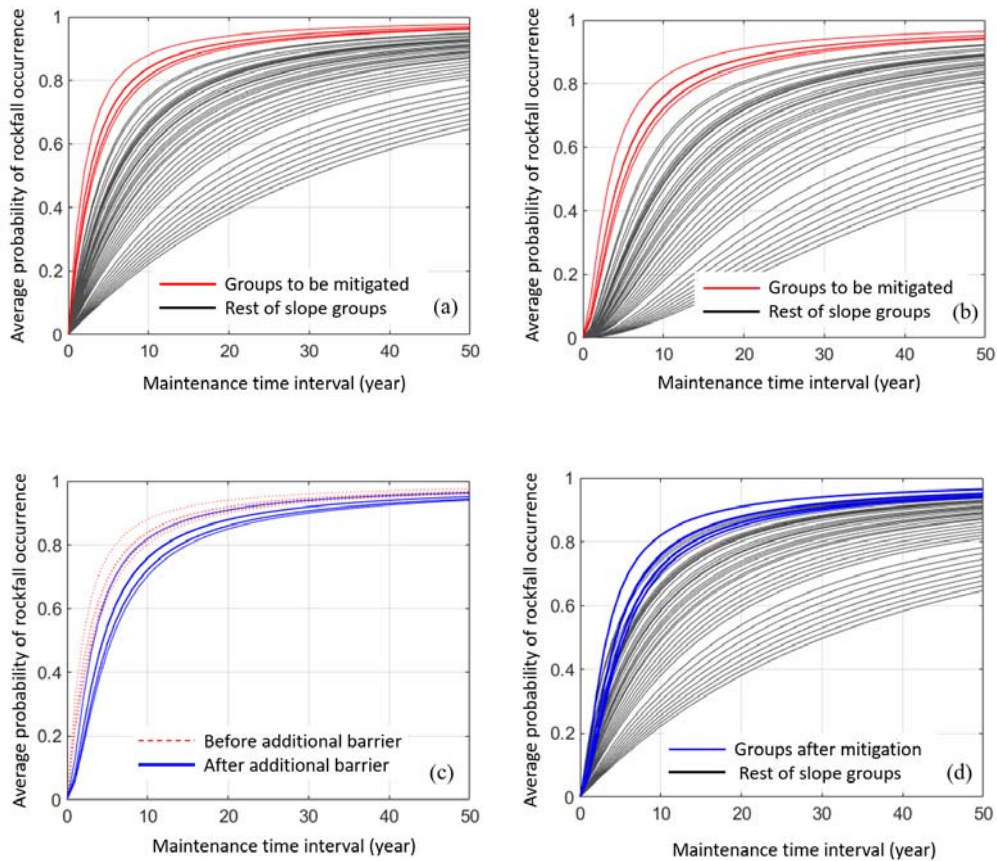 Average probability of rockfall occurrence
1
0.8
0.6
0.4
0.2
0
0 10 20 30 40 50
Groups to be mitigated
Rest of slope groups
(a)
Maintenance time interval (year)
Average probability of rockfall occurrence
1
0.8
0.6
0.4
0.2
0
0 10 20 30 40 50
Groups to be mitigated
Rest of slope groups
(b)
Maintenance time interval (year)
Average probability of rockfall occurrence
1
0.8
0.6
0.4
0.2
0
0 10 20 30 40 50
Before additional barrier
After additional barrier
(c)
Maintenance time interval (year)
Average probability of rockfall occurrence
1
0.8
0.6
0.4
0.2
0
0 10 20 30 40 50
Groups after mitigation
Rest of slope groups
(d)
Maintenance time interval (year)